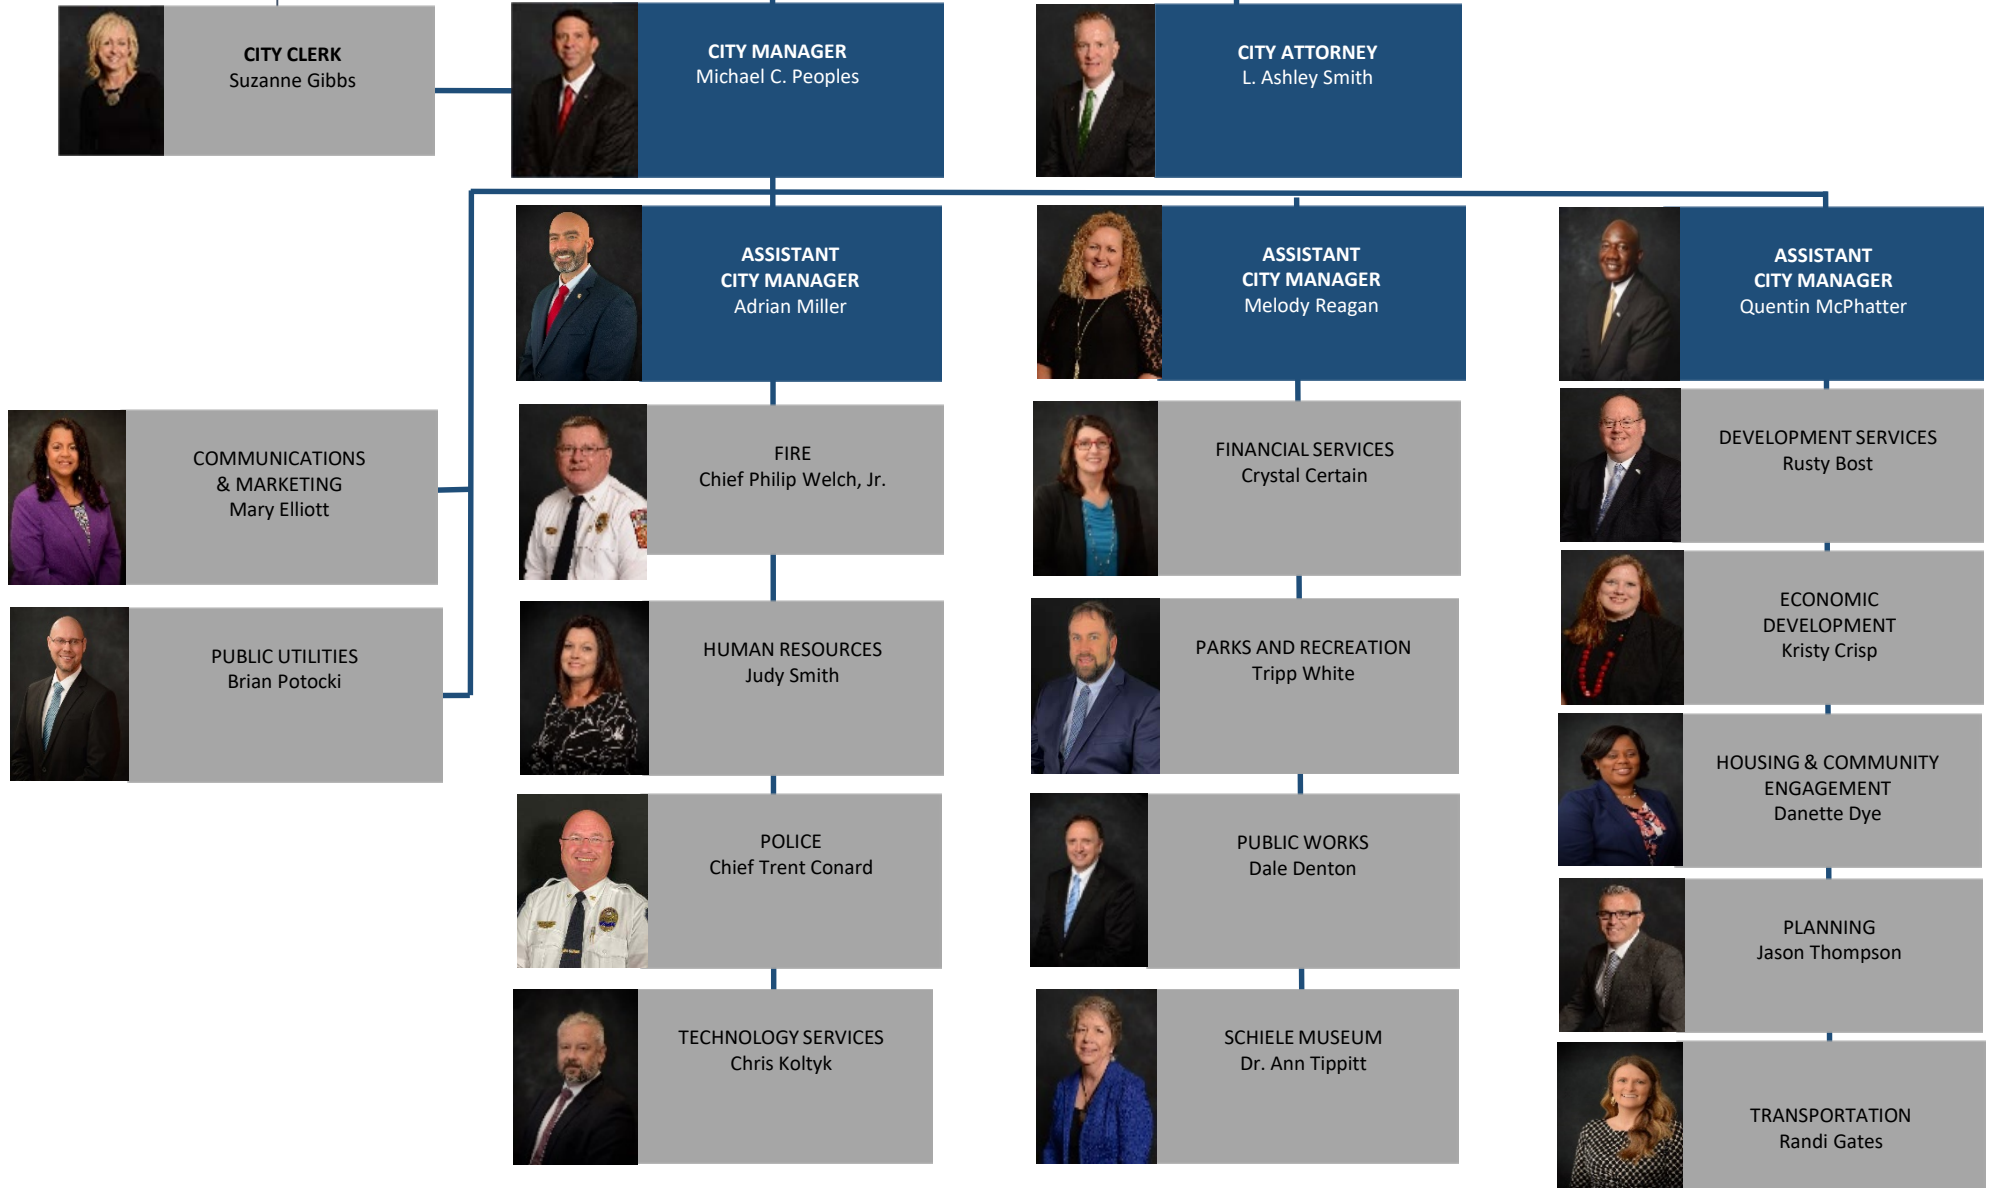 CITY CLERK
Suzanne Gibbs
CITY MANAGER
Michael C. Peoples
CITY ATTORNEY
L. Ashley Smith
ASSISTANT
CITY MANAGER
Adrian Miller
ASSISTANT
CITY MANAGER
Melody Reagan
ASSISTANT
CITY MANAGER
Quentin McPhatter
COMMUNICATIONS
& MARKETING
Mary Elliott
PUBLIC UTILITIES
Brian Potocki
FIRE
Chief Philip Welch, Jr.
HUMAN RESOURCES
Judy Smith
POLICE
Chief Trent Conard
TECHNOLOGY SERVICES
Chris Koltyk
FINANCIAL SERVICES
Crystal Certain
PARKS AND RECREATION
Tripp White
PUBLIC WORKS
Dale Denton
SCHIELE MUSEUM
Dr. Ann Tippitt
DEVELOPMENT SERVICES
Rusty Bost
ECONOMIC
DEVELOPMENT
Kristy Crisp
HOUSING & COMMUNITY
ENGAGEMENT
Danette Dye
PLANNING
Jason Thompson
TRANSPORTATION
Randi Gates